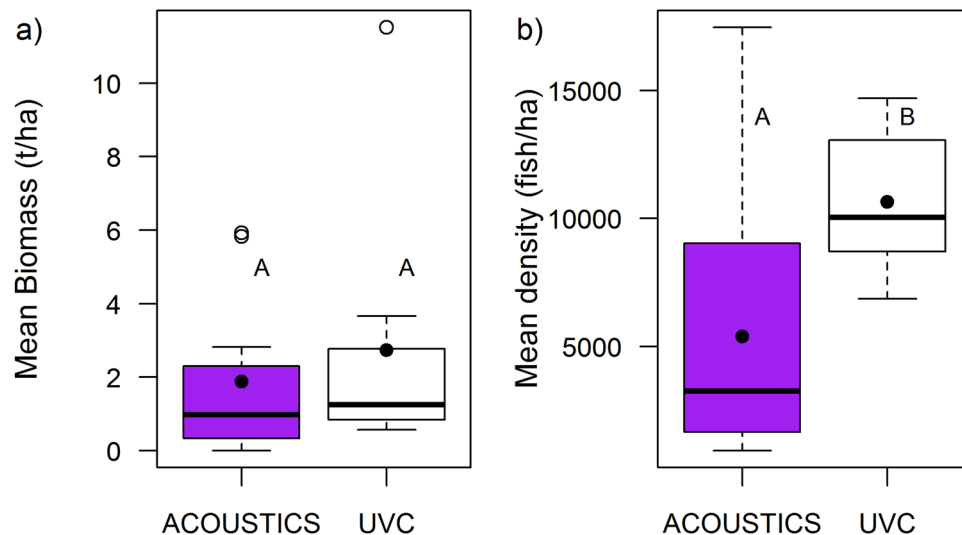 a)
Mean Biomass (t/ha)
10
8
6
4
2
0
A
A
ACOUSTICS
UVC
b)
Mean density (fish/ha)
15000
10000
5000
A
B
ACOUSTICS
UVC